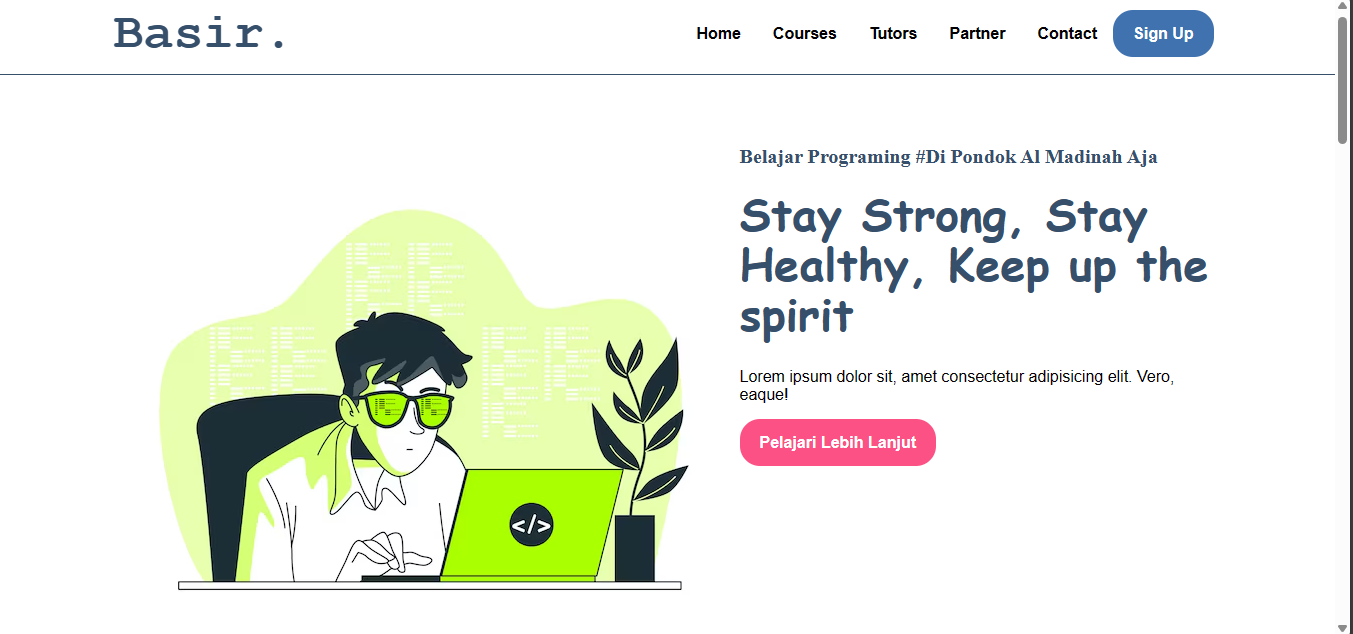 Basir.
Home Courses Tutors Partner Contact Sign Up
Belajar Programing #Di Pondok Al Madinah Aja
Stay Strong, Stay
Healthy, Keep up the
spirit
Lorem ipsum dolor sit, amet consectetur adipisicing elit. Vero,
eaque!
Pelajari Lebih Lanjut
</>